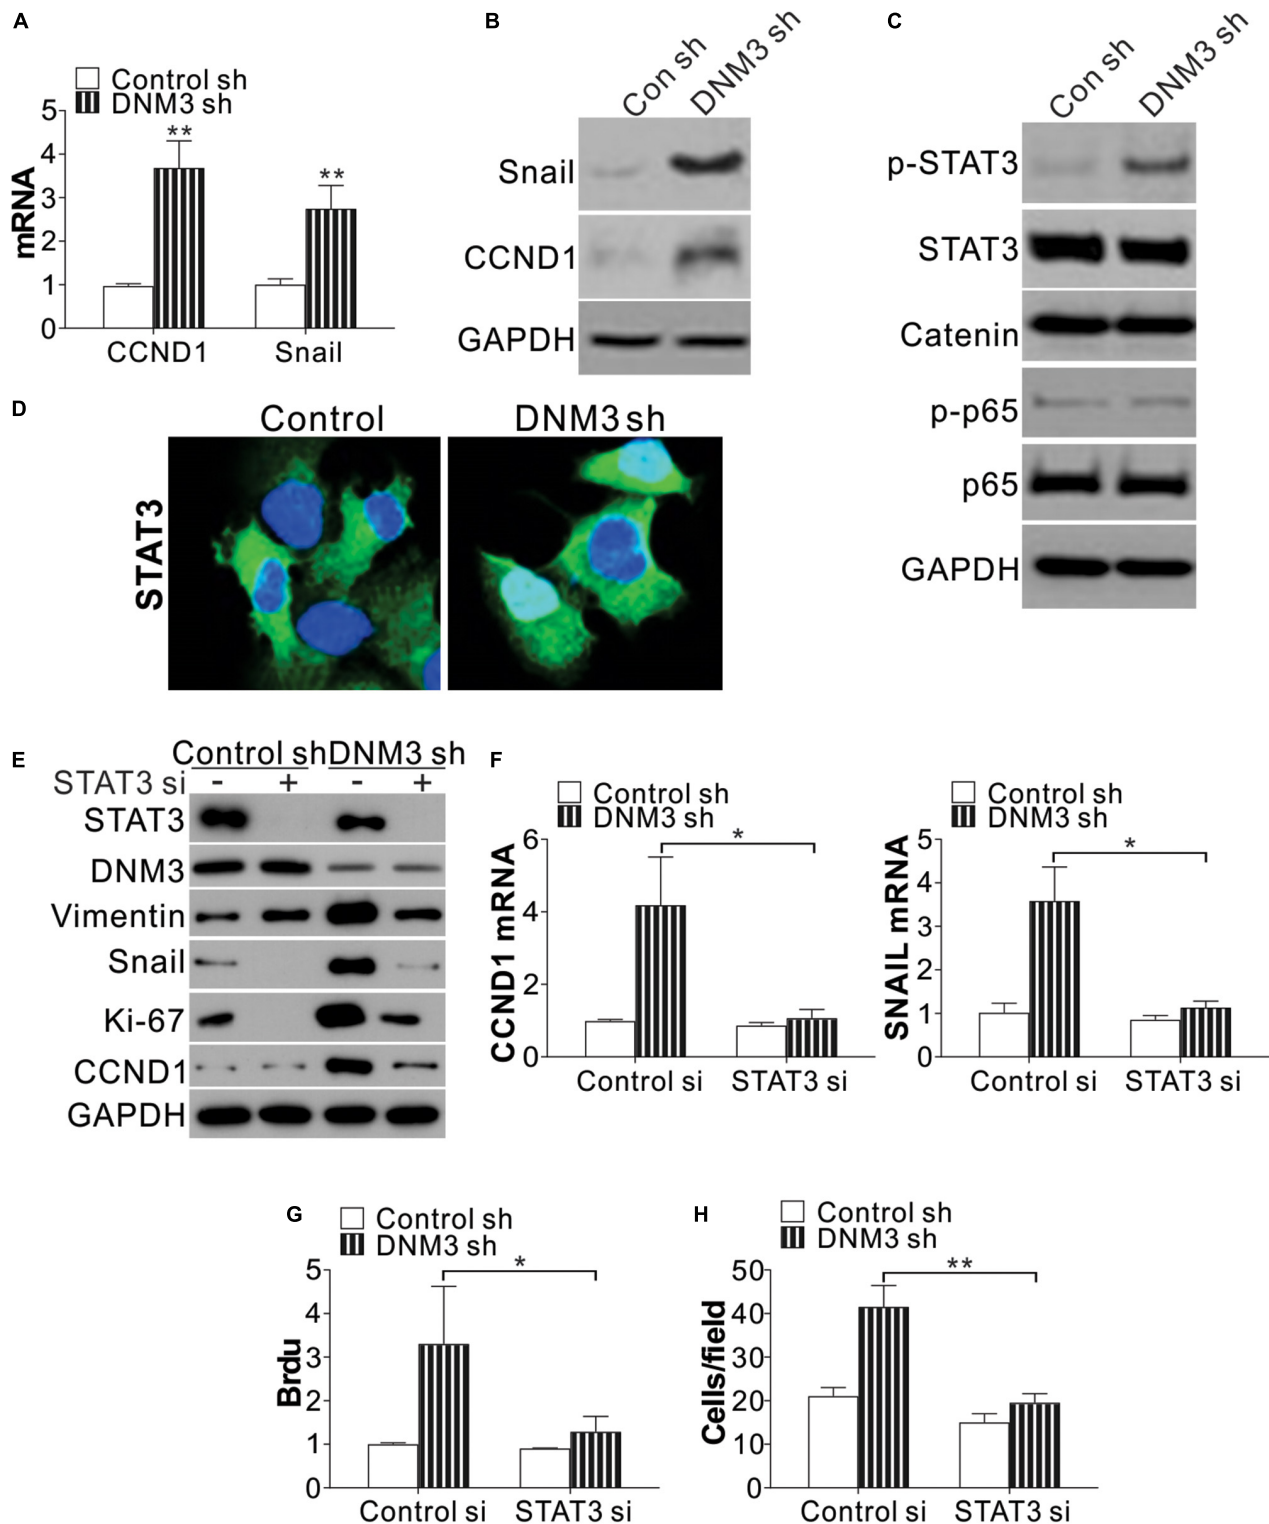 A
Control sh
DNM3 sh
mRNA
5
4
3
2
1
0
** **
CCND1 Snail
B
Con sh DNM3 sh
Snail
CCND1
GAPDH
C
Con sh DNM3 sh
p-STAT3
STAT3
Catenin
p-p65
p65
GAPDH
D
Control DNM3 sh
STAT3
E
Control sh DNM3 sh
STAT3 si - + - +
STAT3
DNM3
Vimentin
Snail
Ki-67
CCND1
GAPDH
F
Control sh
DNM3 sh
CCND1 mRNA
6
4
2
0
*
Control si STAT3 si
Control sh
DNM3 sh
SNAIL mRNA
5
4
3
2
1
0
*
Control si STAT3 si
G
Control sh
DNM3 sh
Brdu
5
4
3
2
1
0
*
Control si STAT3 si
H
Control sh
DNM3 sh
Cells/field
50
40
30
20
10
0
**
Control si STAT3 si